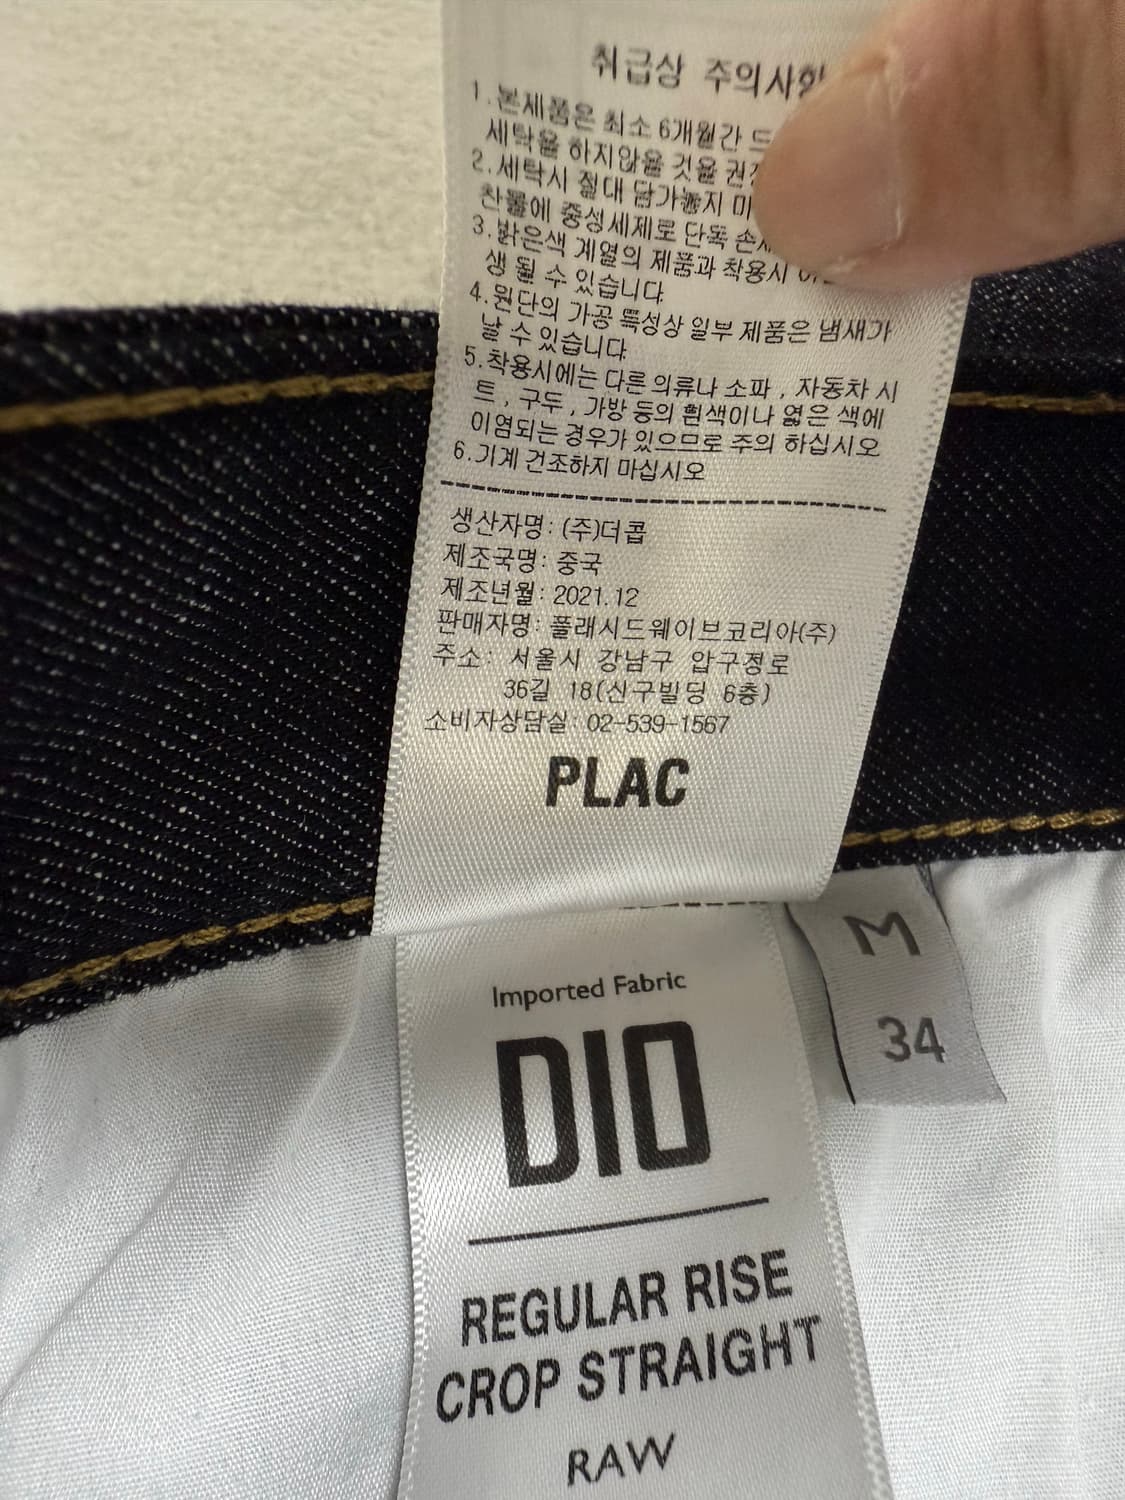 취급상 주의사항
1.본제품은 최소 6개월간 드
세탁을 하지않을 것을 권장
2.세탁시 절대 담가놓지 마
찬물에 중성세제로 단독 손세
3.밝은색 계열의 제품과 착용시 이
생 될 수 있습니다
4.원단의 가공 특성상 일부 제품은 냄새가
날 수 있습니다
5.착용시에는 다른 의류나 소파 , 자동차 시
트 , 구두 , 가방 등의 흰색이나 엷은 색에
이염되는 경우가 있으므로 주의 하십시오
6.기계 건조하지 마십시오
생산자명: (주)더콥
제조국명: 중국
제조년월: 2021.12
판매자명: 플래시드웨이브코리아(주)
주소: 서울시 강남구 압구정로
36길 18(신구빌딩 6층)
소비자상담실: 02-539-1567
PLAC
M
34
Imported Fabric
DIO
REGULAR RISE
CROP STRAIGHT
RAW